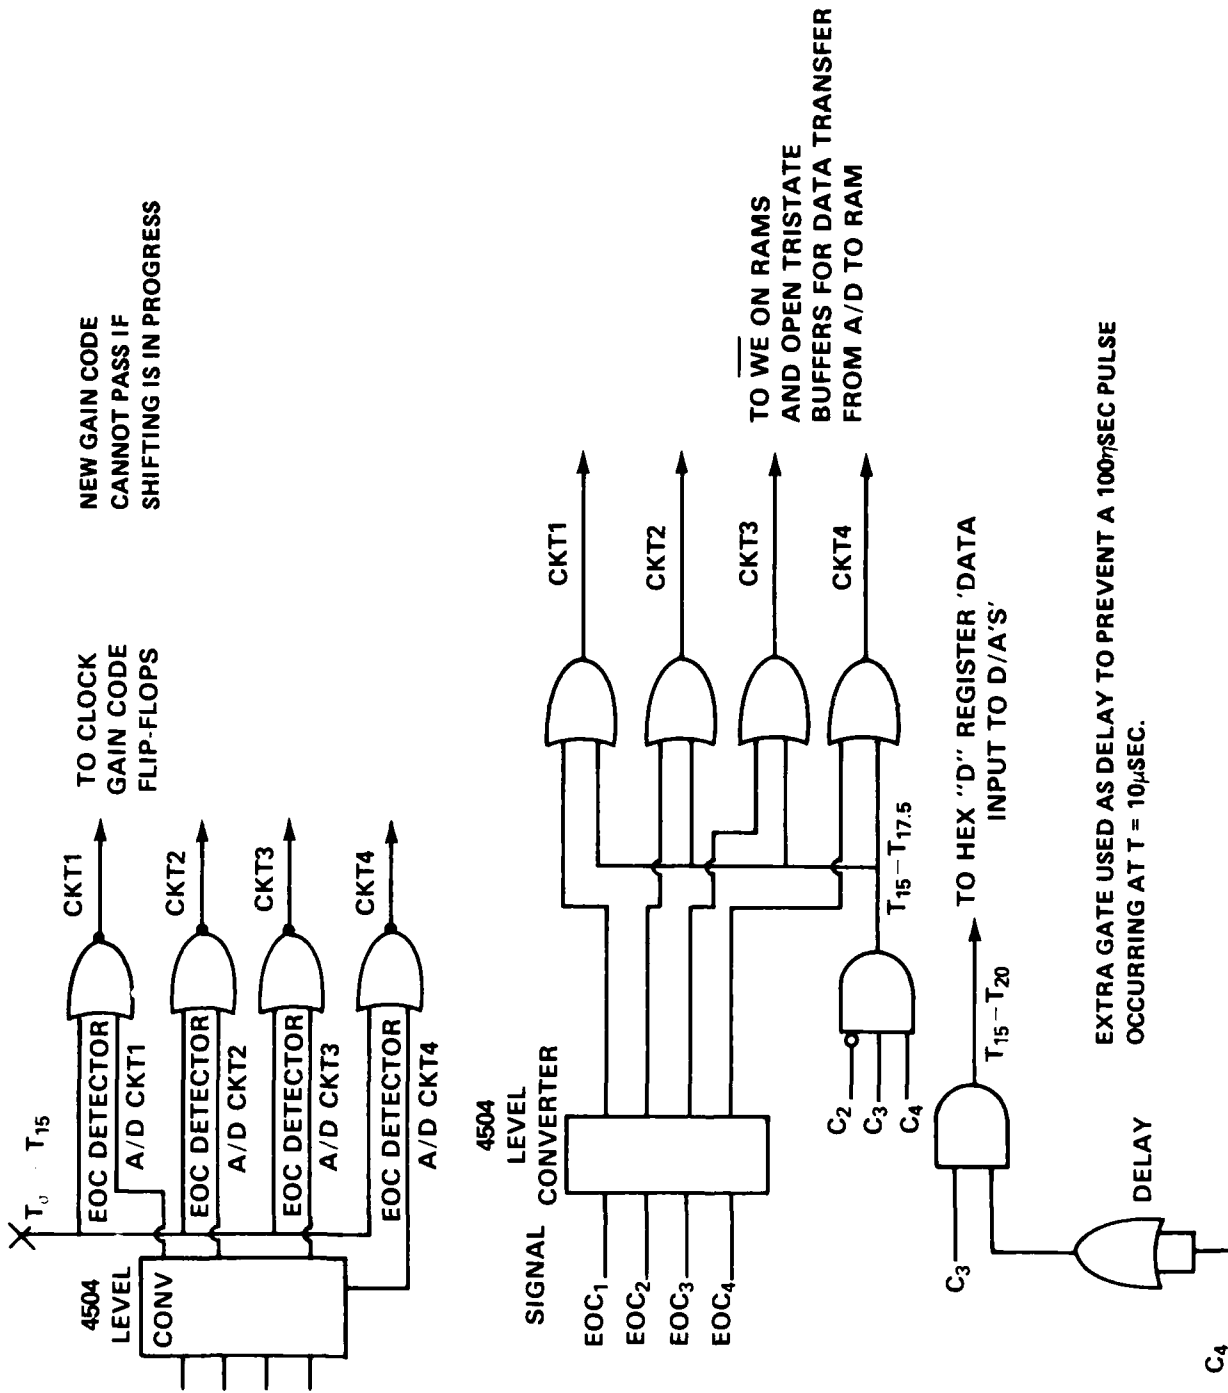 NEW GAIN CODE
CANNOT PASS IF
SHIFTING IS IN PROGRESS
TO CLOCK
GAIN CODE
FLIP-FLOPS
CKT1
CKT2
CKT3
CKT4
T₀ - T₁₅
EOC DETECTOR
A/D CKT1
EOC DETECTOR
A/D CKT2
EOC DETECTOR
A/D CKT3
EOC DETECTOR
A/D CKT4
4504
LEVEL
CONV
TO W̅E̅ ON RAMS
AND OPEN TRISTATE
BUFFERS FOR DATA TRANSFER
FROM A/D TO RAM
CKT1
CKT2
CKT3
CKT4
4504
LEVEL
CONVERTER
SIGNAL
EOC₁
EOC₂
EOC₃
EOC₄
T₁₅ – T₁₇.₅
C₂
C₃
C₄
TO HEX "D" REGISTER 'DATA
INPUT TO D/A'S'
T₁₅ – T₂₀
C₃
DELAY
C₄
EXTRA GATE USED AS DELAY TO PREVENT A 100ηSEC PULSE
OCCURRING AT T = 10μSEC.